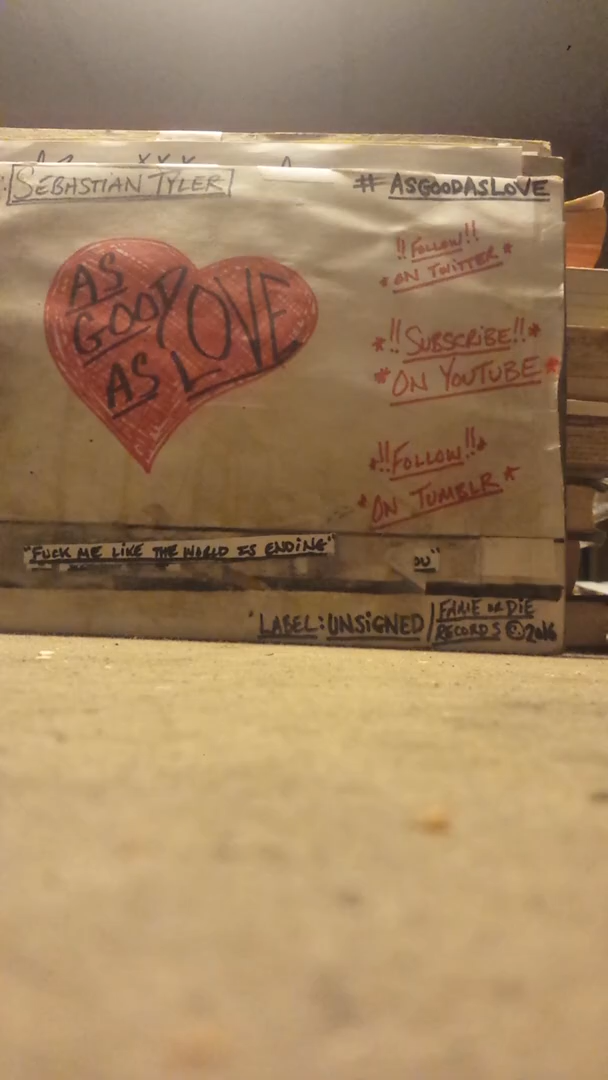 SEBASTIAN TYLER
# ASGOODASLOVE
AS
GOOD
AS LOVE
!!FOLLOW!!
*ON TWITTER*
*!!SUBSCRIBE!!*
*ON YOUTUBE*
*!!FOLLOW!!*
*ON TUMBLR*
"FUCK ME LIKE THE WORLD IS ENDING"
OU"
LABEL: UNSIGNED / FAME OR DIE
RECORDS © 2016